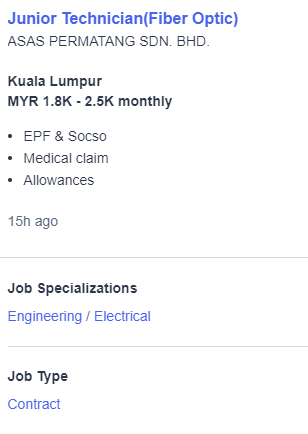 Junior Technician(Fiber Optic)
ASAS PERMATANG SDN. BHD.
Kuala Lumpur
MYR 1.8K - 2.5K monthly
• EPF & Socso
• Medical claim
• Allowances
15h ago
Job Specializations
Engineering / Electrical
Job Type
Contract